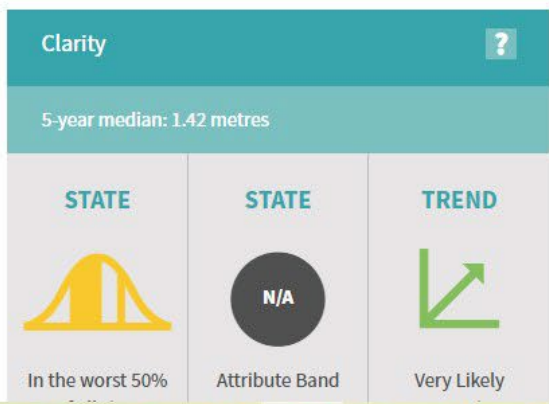 Clarity
?
5-year median: 1.42 metres
STATE
STATE
TREND
N/A
In the worst 50%
Attribute Band
Very Likely